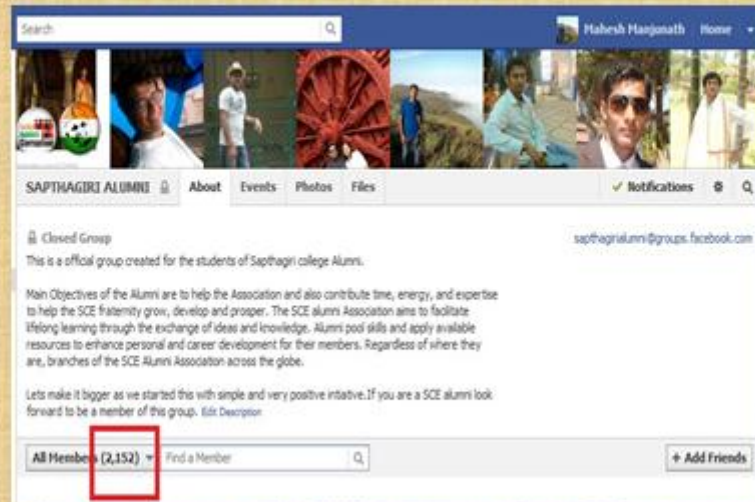 Search
Mahesh Manjunath Home
SAPTHAGIRI ALUMNI About Events Photos Files Notifications
Closed Group
sapthagirialumni@groups.facebook.com
This is a official group created for the students of Sapthagiri college Alumni.
Main Objectives of the Alumni are to help the Association and also contribute time, energy, and expertise
to help the SCE fraternity grow, develop and prosper. The SCE alumni Association aims to facilitate
lifelong learning through the exchange of ideas and knowledge. Alumni pool skills and apply available
resources to enhance personal and career development for their members. Regardless of where they
are, branches of the SCE Alumni Association across the globe.
Lets make it bigger as we started this with simple and very positive intiative.If you are a SCE alumni look
forward to be a member of this group. Edit Description
All Members (2,152) Find a Member + Add Friends